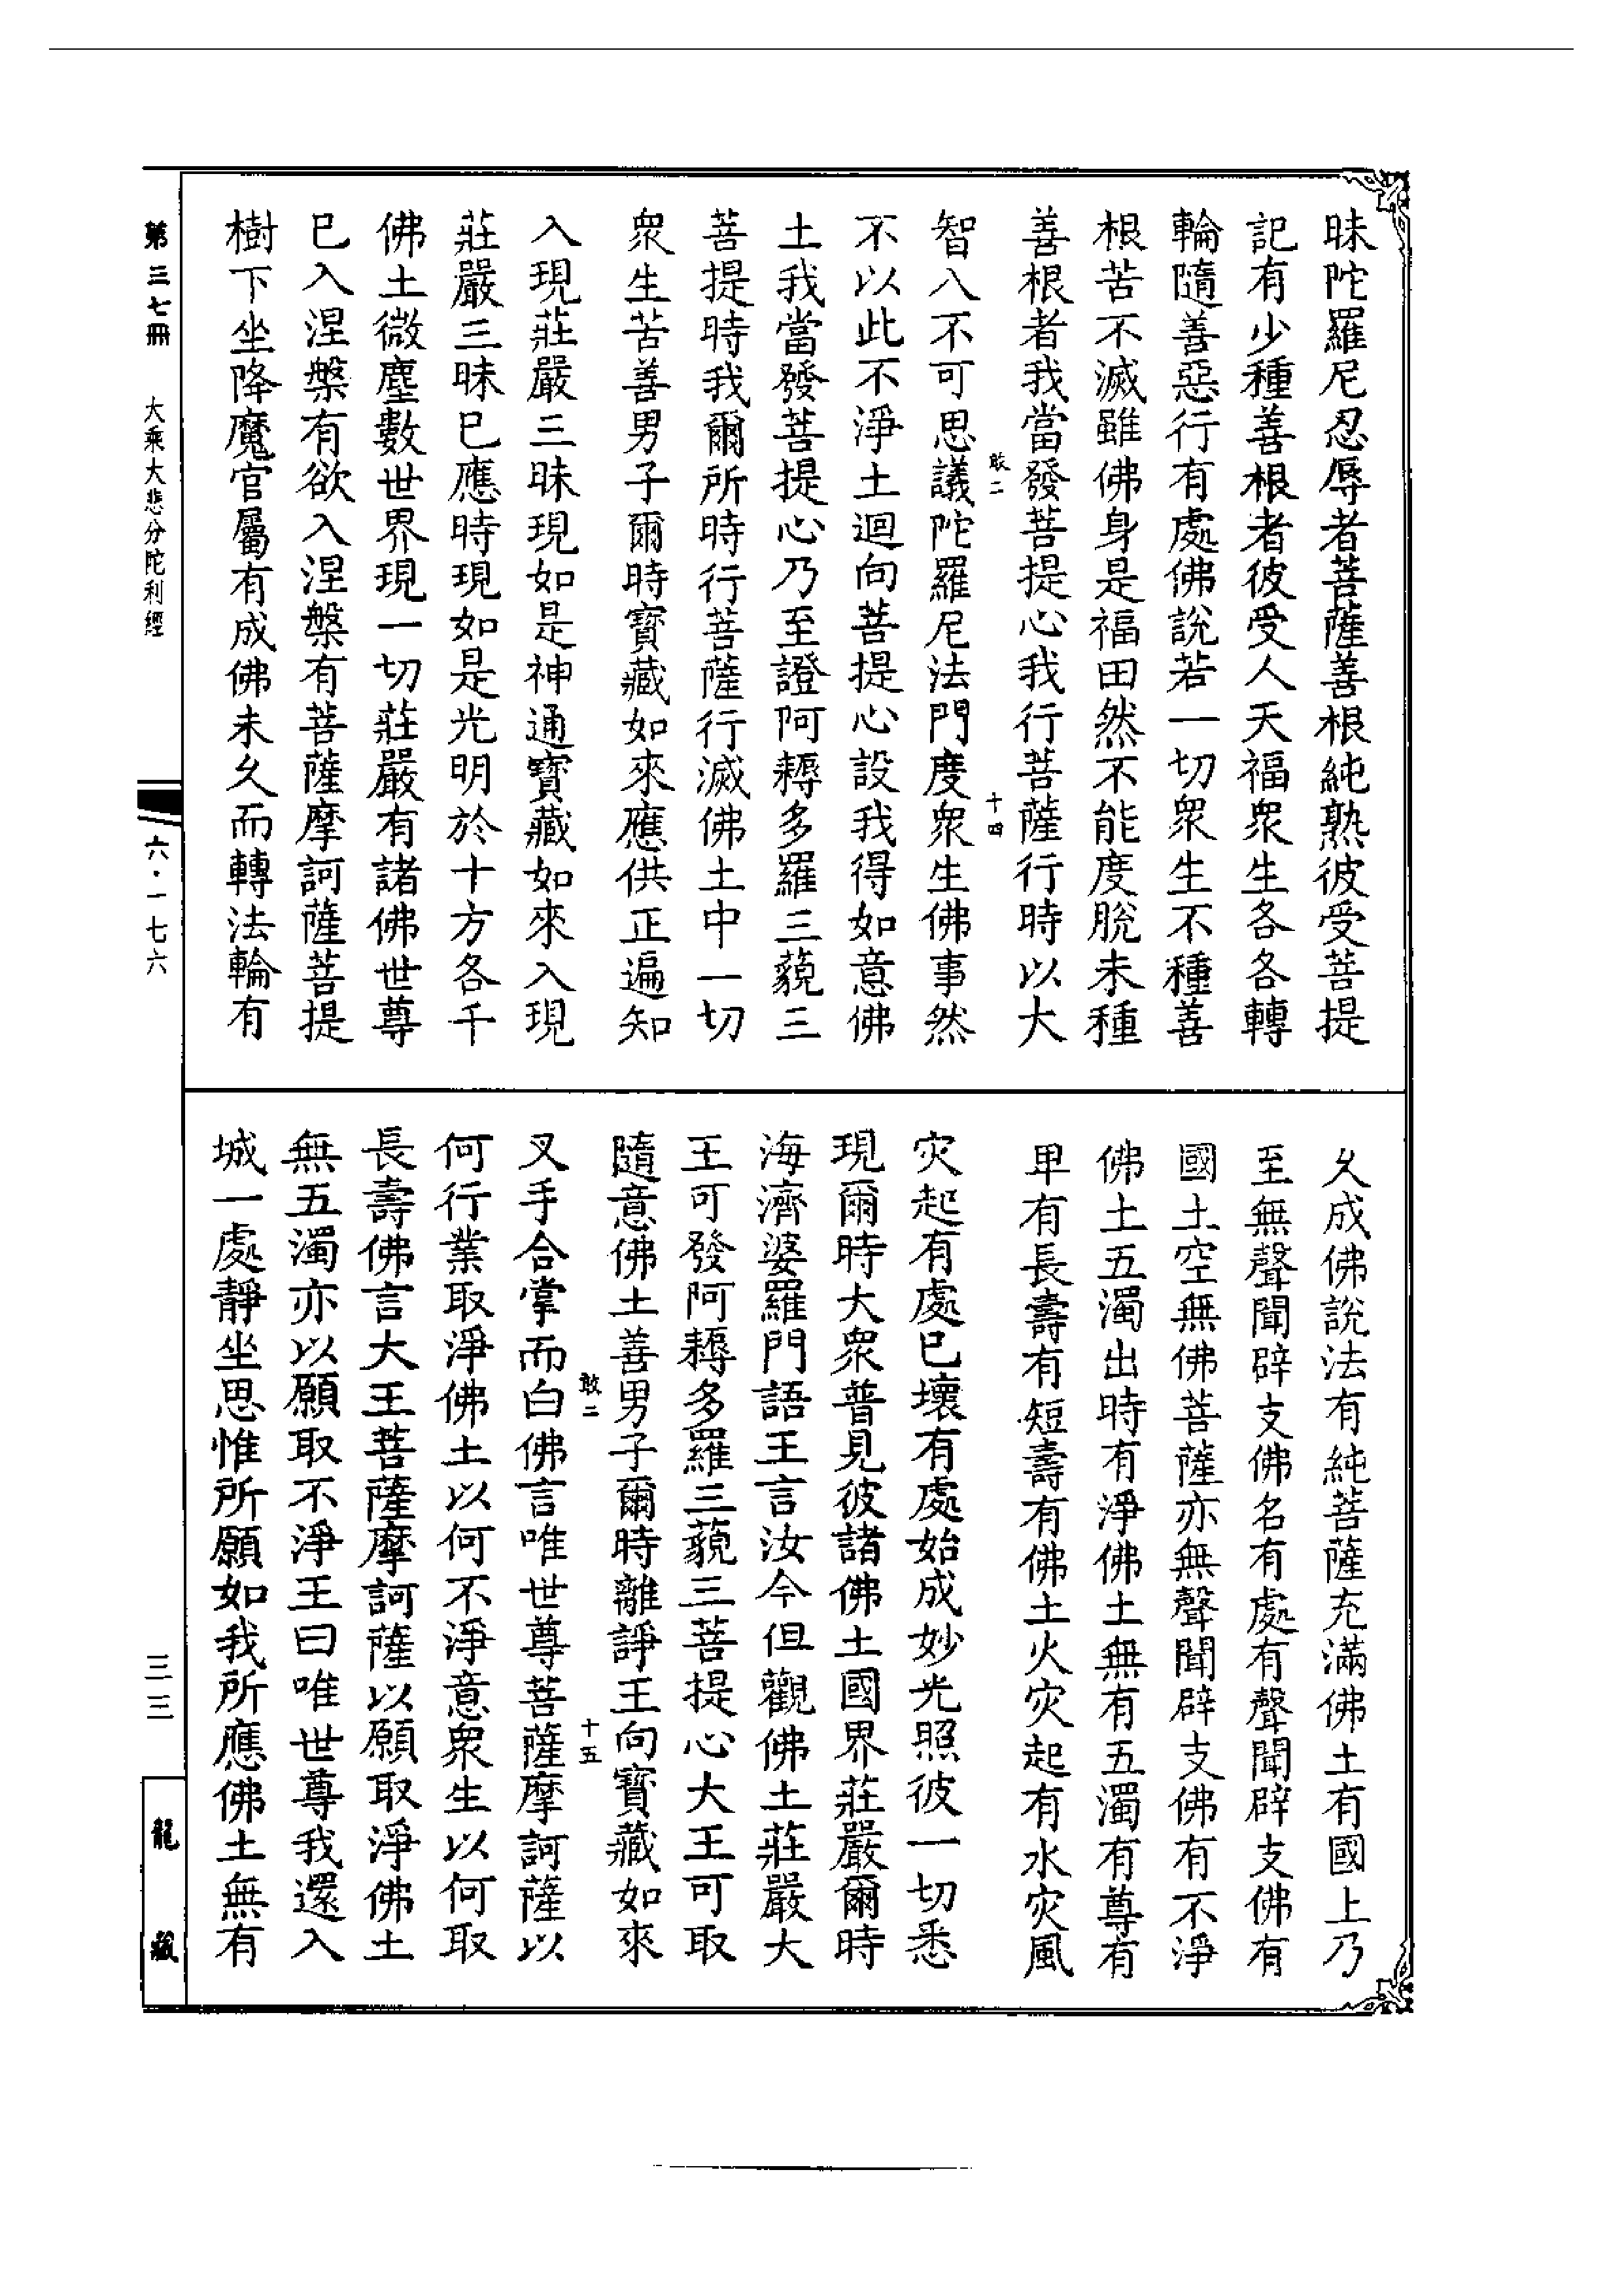 昧陀羅尼忍辱者菩薩善根純熟彼受菩提
記有少種善根者彼受人天福衆生各各轉
輪隨善惡行有處佛說若一切衆生不種善
根苦不滅雖佛身是福田然不能度脫未種
善根者我當發菩提心我行菩薩行時以大
敢二
十四
智入不可思議陀羅尼法門度衆生佛事然
不以此不淨土迴向菩提心設我得如意佛
土我當發菩提心乃至證阿耨多羅三藐三
菩提時我爾所時行菩薩行滅佛土中一切
衆生苦善男子爾時寶藏如來應供正遍知
入現莊嚴三昧現如是神通寶藏如來入現
莊嚴三昧已應時現如是光明於十方各千
佛土微塵數世界現一切莊嚴有諸佛世尊
已入涅槃有欲入涅槃有菩薩摩訶薩菩提
樹下坐降魔官屬有成佛未久而轉法輪有
久成佛說法有純菩薩充滿佛土有國土乃
至無聲聞辟支佛名有處有聲聞辟支佛有
國土空無佛菩薩亦無聲聞辟支佛有不淨
佛土五濁出時有淨佛土無有五濁有尊有
卑有長壽有短壽有佛土火灾起有水灾風
灾起有處已壞有處始成妙光照彼一切悉
現爾時大衆普見彼諸佛土國界莊嚴爾時
海濟婆羅門語王言汝今但觀佛土莊嚴大
王可發阿耨多羅三藐三菩提心大王可取
隨意佛土善男子爾時離諍王向寶藏如來
敢二
十五
叉手合掌而白佛言唯世尊菩薩摩訶薩以
何行業取淨佛土以何不淨意衆生以何取
長壽佛言大王菩薩摩訶薩以願取淨佛土
無五濁亦以願取不淨王曰唯世尊我還入
城一處靜坐思惟所願如我所應佛土無有
第三七冊
大乘大悲分陀利經
六·一七六
三三
龍藏